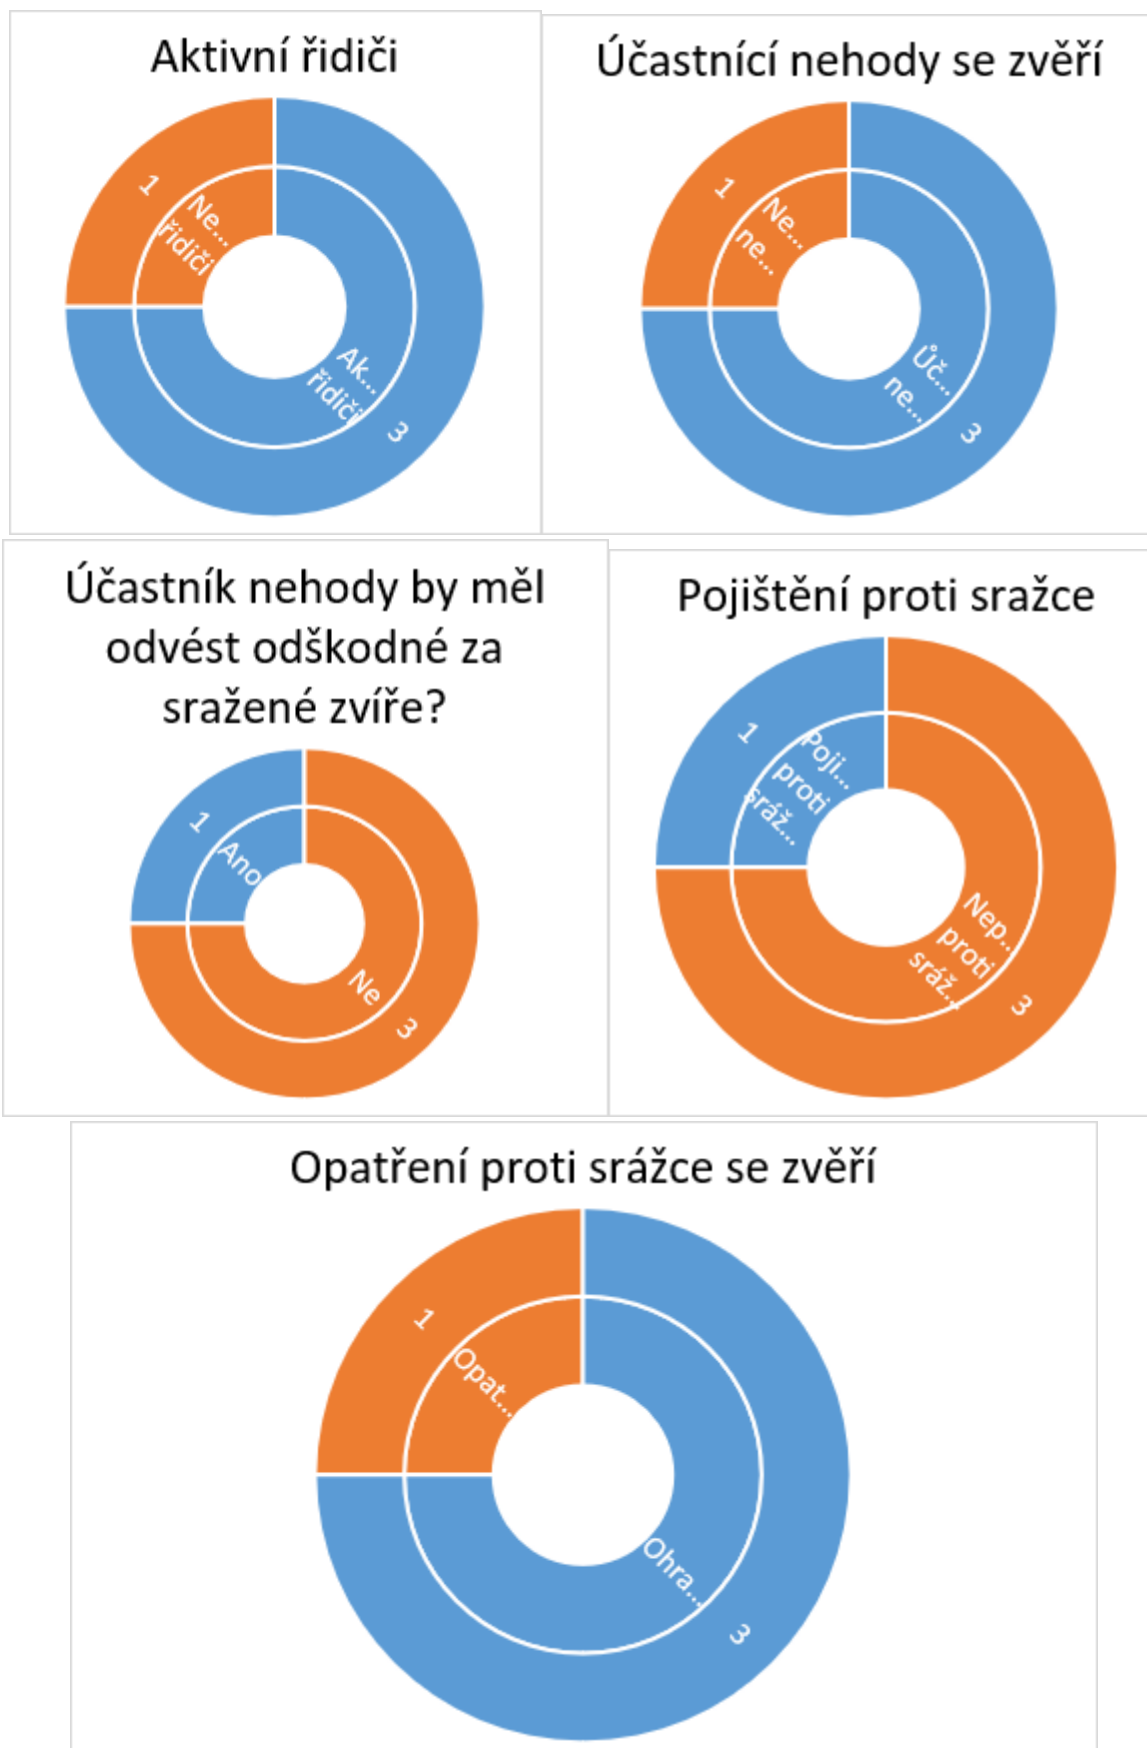 Aktivní řidiči
1
Ne...
řidiči
Ak...
řidiči
3
Účastnící nehody se zvěří
1
Ne...
ne...
Úč...
ne...
3
Účastník nehody by měl
odvést odškodné za
sražené zvíře?
1
Ano
Ne
3
Pojištění proti sražce
1
Poji...
proti
sráž...
Nep...
proti
sráž...
3
Opatření proti srážce se zvěří
1
Opat...
Ohra...
3